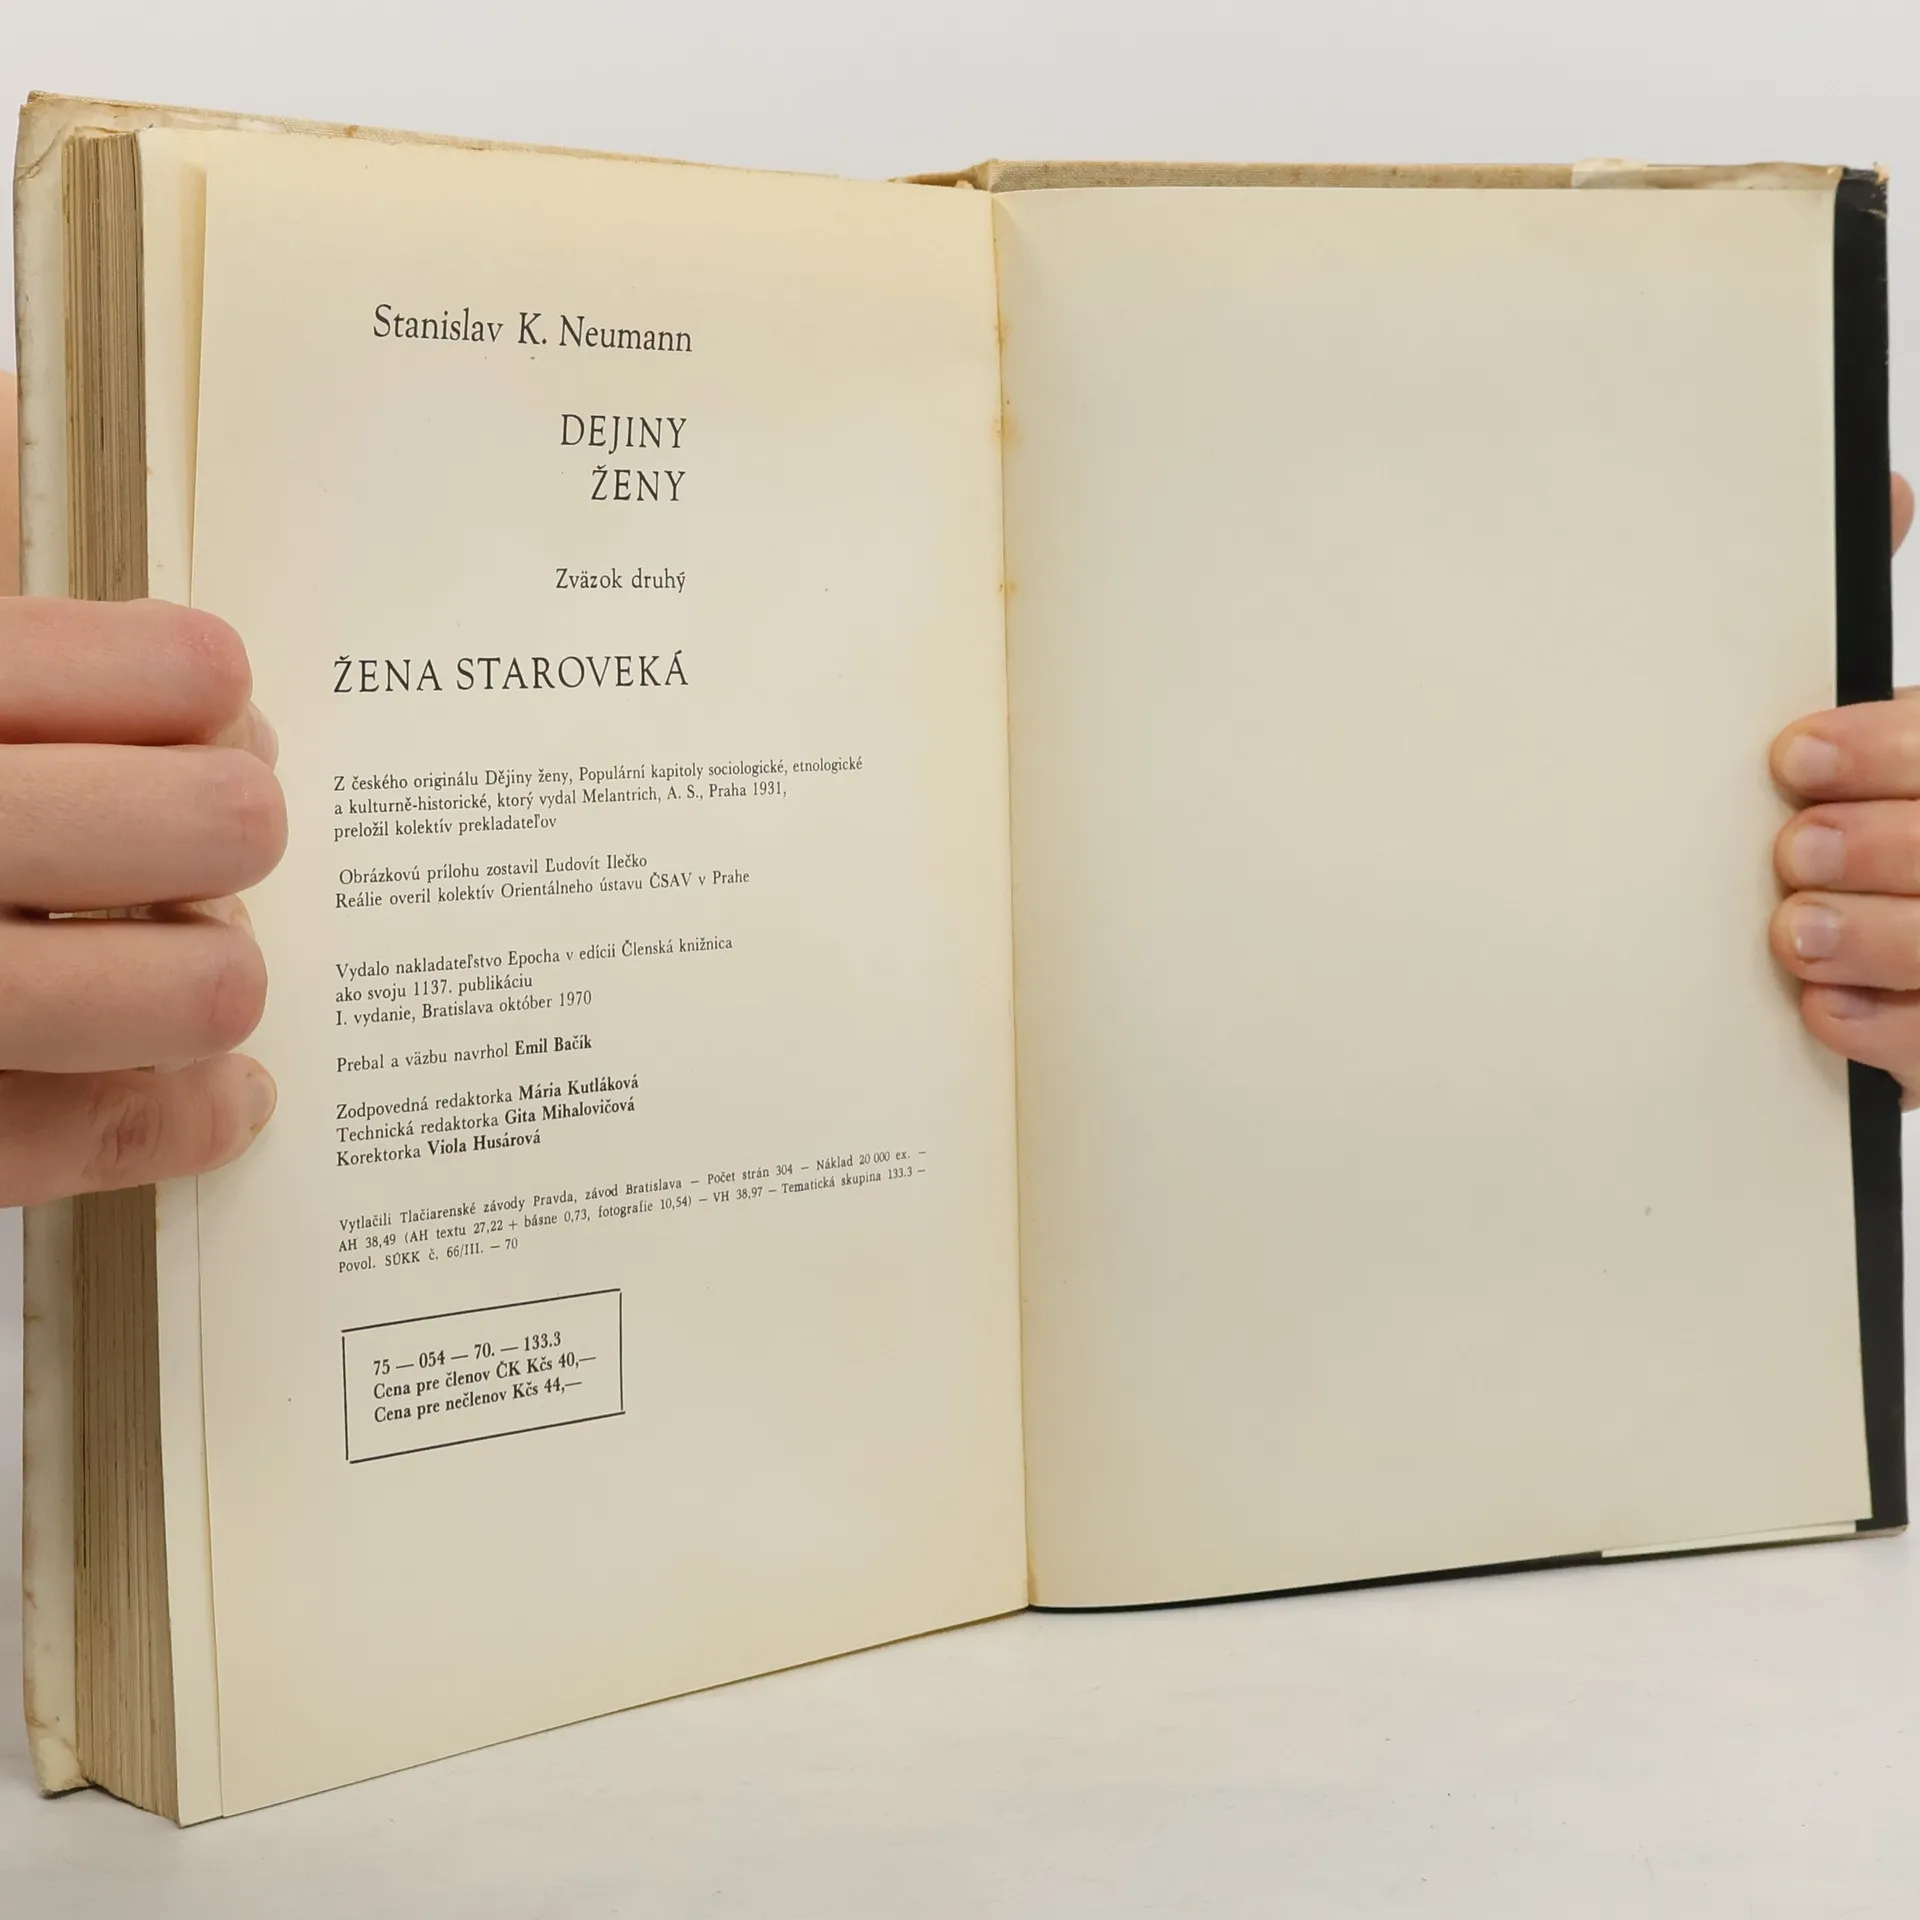 Stanislav K. Neumann
DEJINY
ŽENY
Zväzok druhý
ŽENA STAROVEKÁ
Z českého originálu Dějiny ženy, Populární kapitoly sociologické, etnologické
a kulturně-historické, ktorý vydal Melantrich, A. S., Praha 1931,
preložil kolektív prekladateľov
Obrázkovú prílohu zostavil Ľudovít Ilečko
Reálie overil kolektív Orientálneho ústavu ČSAV v Prahe
Vydalo nakladateľstvo Epocha v edícii Členská knižnica
ako svoju 1137. publikáciu
I. vydanie, Bratislava október 1970
Prebal a väzbu navrhol Emil Bačík
Zodpovedná redaktorka Mária Kutláková
Technická redaktorka Gita Mihalovičová
Korektorka Viola Husárová
Vytlačili Tlačiarenské závody Pravda, závod Bratislava — Počet strán 304 — Náklad 20 000 ex. —
AH 38,49 (AH textu 27,22 + básne 0,73, fotografie 10,54) — VH 38,97 — Tematická skupina 133.3 —
Povol. SÚKK č. 66/III. — 70
75 — 054 — 70. — 133.3
Cena pre členov ČK Kčs 40,—
Cena pre nečlenov Kčs 44,—